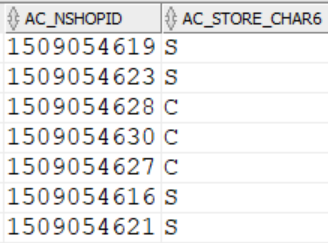 AC_NSHOPID AC_STORE_CHAR6
1509054619 S
1509054623 S
1509054628 C
1509054630 C
1509054627 C
1509054616 S
1509054621 S